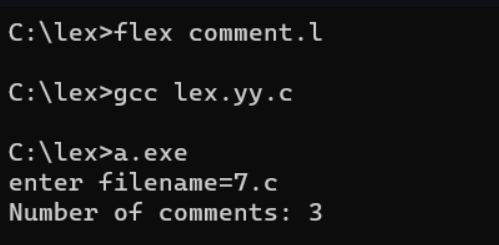 C:\lex>flex comment.l
C:\lex>gcc lex.yy.c
C:\lex>a.exe
enter filename=7.c
Number of comments: 3